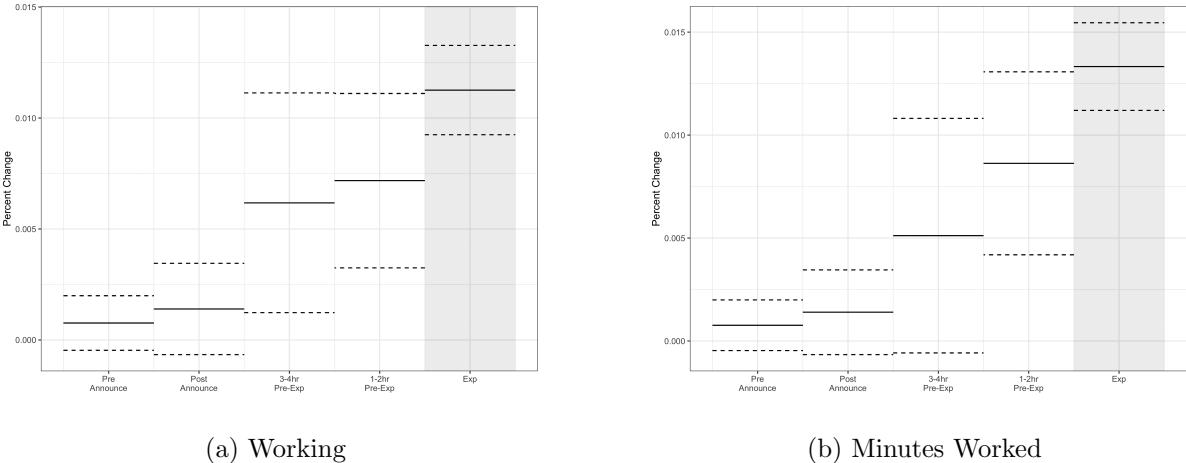 0.015
0.010
0.005
0.000
Percent Change
Pre
Announce
Post
Announce
3-4hr
Pre-Exp
1-2hr
Pre-Exp
Exp
(a) Working
0.015
0.010
0.005
0.000
Percent Change
Pre
Announce
Post
Announce
3-4hr
Pre-Exp
1-2hr
Pre-Exp
Exp
(b) Minutes Worked